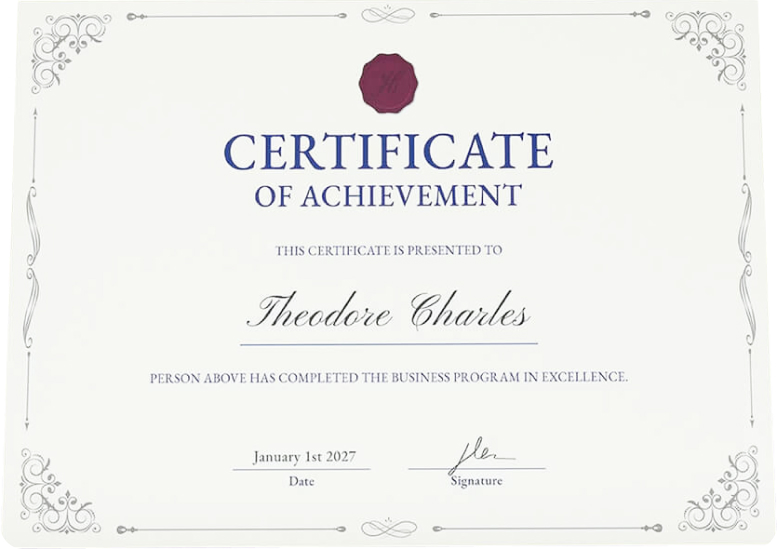 CERTIFICATE
OF ACHIEVEMENT
THIS CERTIFICATE IS PRESENTED TO
Theodore Charles
PERSON ABOVE HAS COMPLETED THE BUSINESS PROGRAM IN EXCELLENCE.
January 1st 2027
Date
Signature